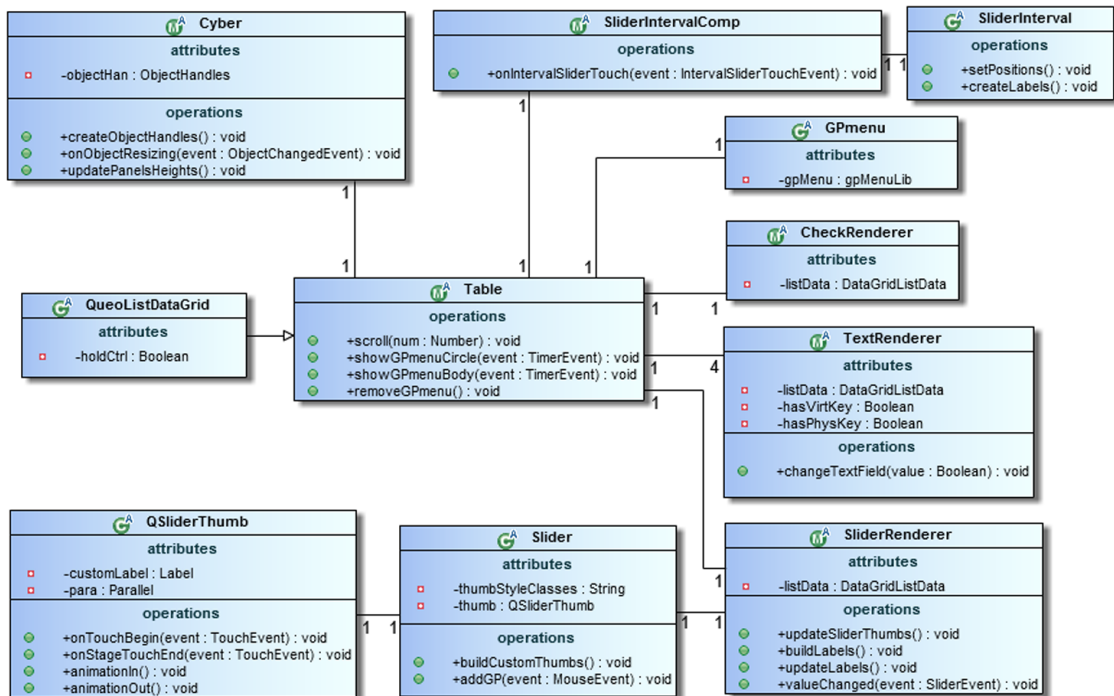 Cyber
attributes
-objectHan : ObjectHandles
operations
+createObjectHandles() : void
+onObjectResizing(event : ObjectChangedEvent) : void
+updatePanelsHeights() : void
1
1
SliderIntervalComp
operations
+onIntervalSliderTouch(event : IntervalSliderTouchEvent) : void
1
1
1 1
SliderInterval
operations
+setPositions() : void
+createLabels() : void
GPmenu
attributes
-gpMenu : gpMenuLib
1
1
CheckRenderer
attributes
-listData : DataGridListData
1
1
QueoListDataGrid
attributes
-holdCtrl : Boolean
Table
operations
+scroll(num : Number) : void
+showGPmenuCircle(event : TimerEvent) : void
+showGPmenuBody(event : TimerEvent) : void
+removeGPmenu() : void
1
4
1
1
TextRenderer
attributes
-listData : DataGridListData
-hasVirtKey : Boolean
-hasPhysKey : Boolean
operations
+changeTextField(value : Boolean) : void
QSliderThumb
attributes
-customLabel : Label
-para : Parallel
operations
+onTouchBegin(event : TouchEvent) : void
+onStageTouchEnd(event : TouchEvent) : void
+animationIn() : void
+animationOut() : void
1 1
Slider
attributes
-thumbStyleClasses : String
-thumb : QSliderThumb
operations
+buildCustomThumbs() : void
+addGP(event : MouseEvent) : void
1 1
SliderRenderer
attributes
-listData : DataGridListData
operations
+updateSliderThumbs() : void
+buildLabels() : void
+updateLabels() : void
+valueChanged(event : SliderEvent) : void